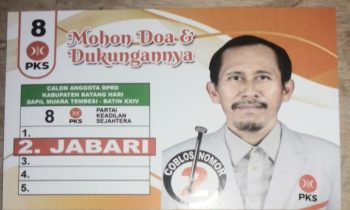 8
PKS
Mohon Doa &
Dukungannya
CALON ANGGOTA DPRD
KABUPATEN BATANG HARI
DAPIL MUARA TEMBESI - BATIN XXIV
8 PKS PARTAI
KEADILAN
SEJAHTERA
1.
2. JABARI
3.
4.
5.
COBLOS NOMOR
2
8
PKS